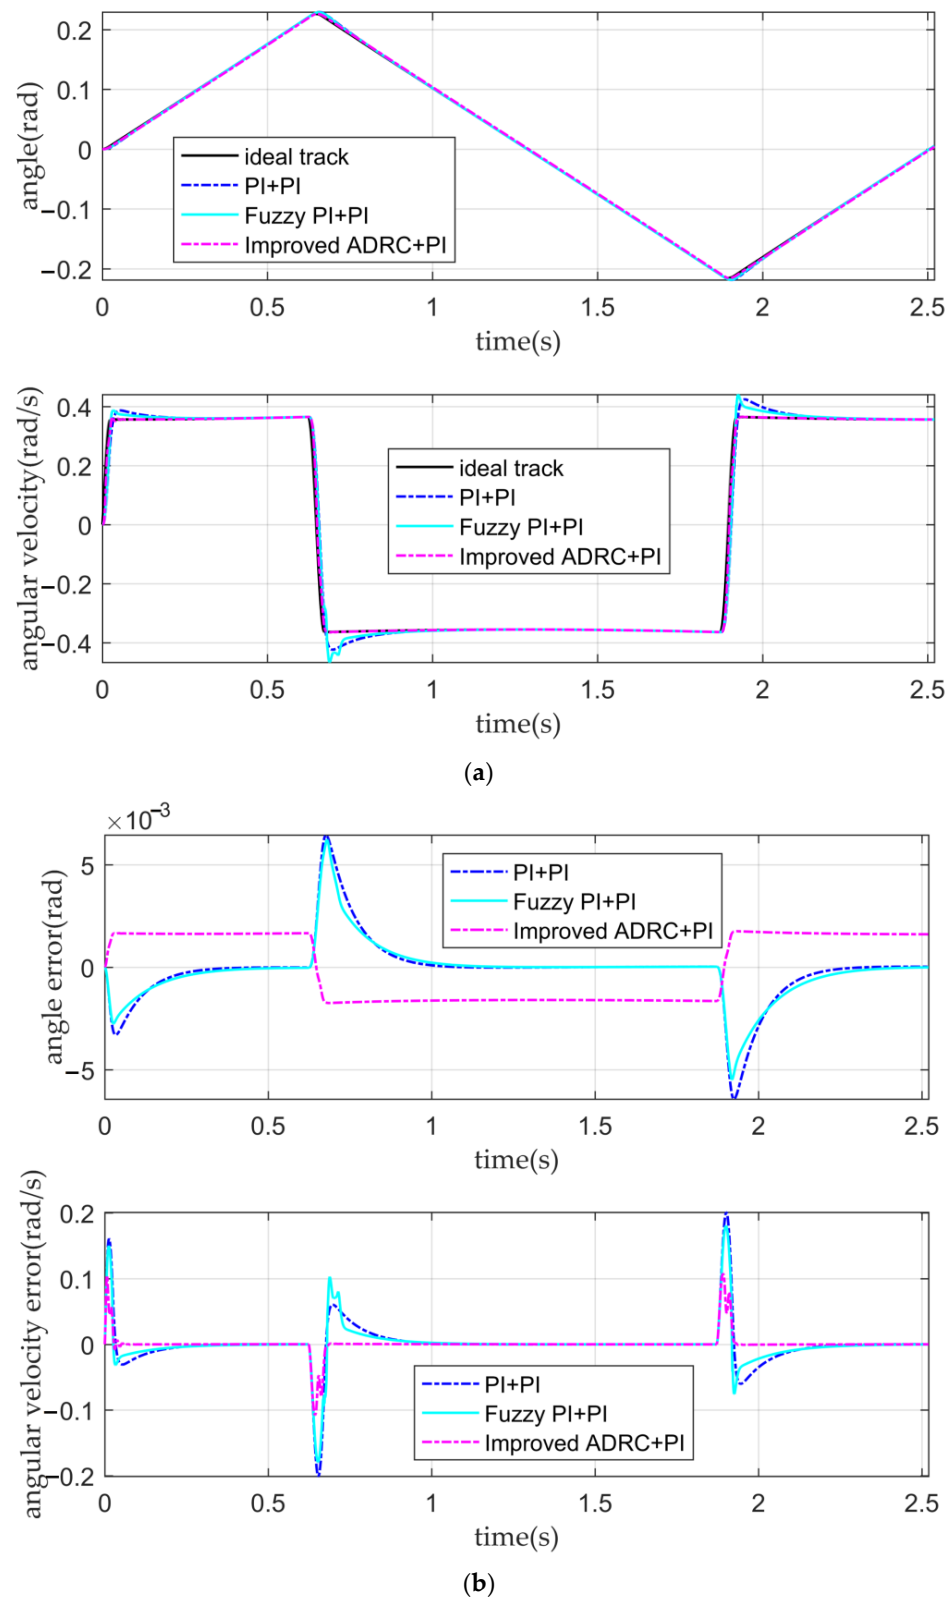 0.2
0.1
0
−0.1
−0.2
angle(rad)
ideal track
PI+PI
Fuzzy PI+PI
Improved ADRC+PI
0 0.5 1 1.5 2 2.5
time(s)
0.4
0.2
0
−0.2
−0.4
angular velocity(rad/s)
ideal track
PI+PI
Fuzzy PI+PI
Improved ADRC+PI
0 0.5 1 1.5 2 2.5
time(s)
(a)
×10−3
5
0
−5
angle error(rad)
PI+PI
Fuzzy PI+PI
Improved ADRC+PI
0 0.5 1 1.5 2 2.5
time(s)
0.2
0.1
0
−0.1
−0.2
angular velocity error(rad/s)
PI+PI
Fuzzy PI+PI
Improved ADRC+PI
0 0.5 1 1.5 2 2.5
time(s)
(b)